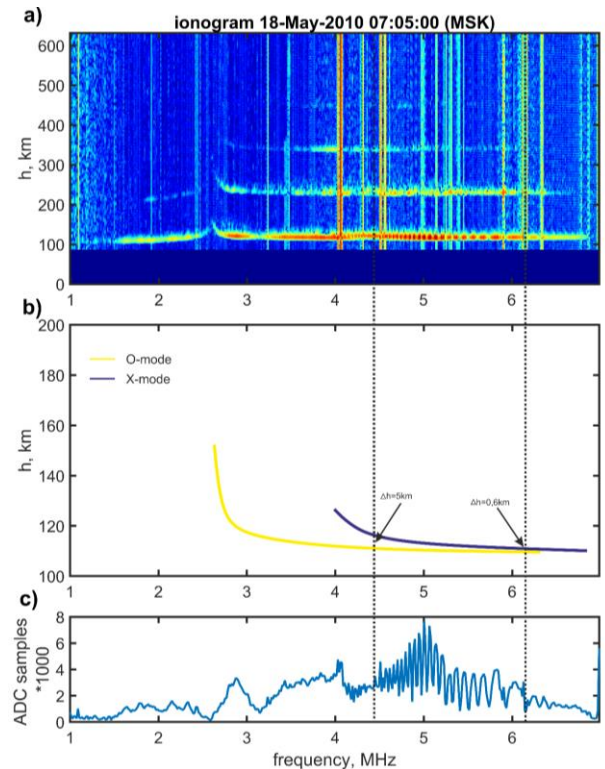 a)
ionogram 18-May-2010 07:05:00 (MSK)
h, km
600
500
400
300
200
100
0
1 2 3 4 5 6
b)
h, km
200
180
160
140
120
100
O-mode
X-mode
Δh=5km
Δh=0,6km
1 2 3 4 5 6
c)
ADC samples
*1000
8
6
4
2
0
1 2 3 4 5 6
frequency, MHz